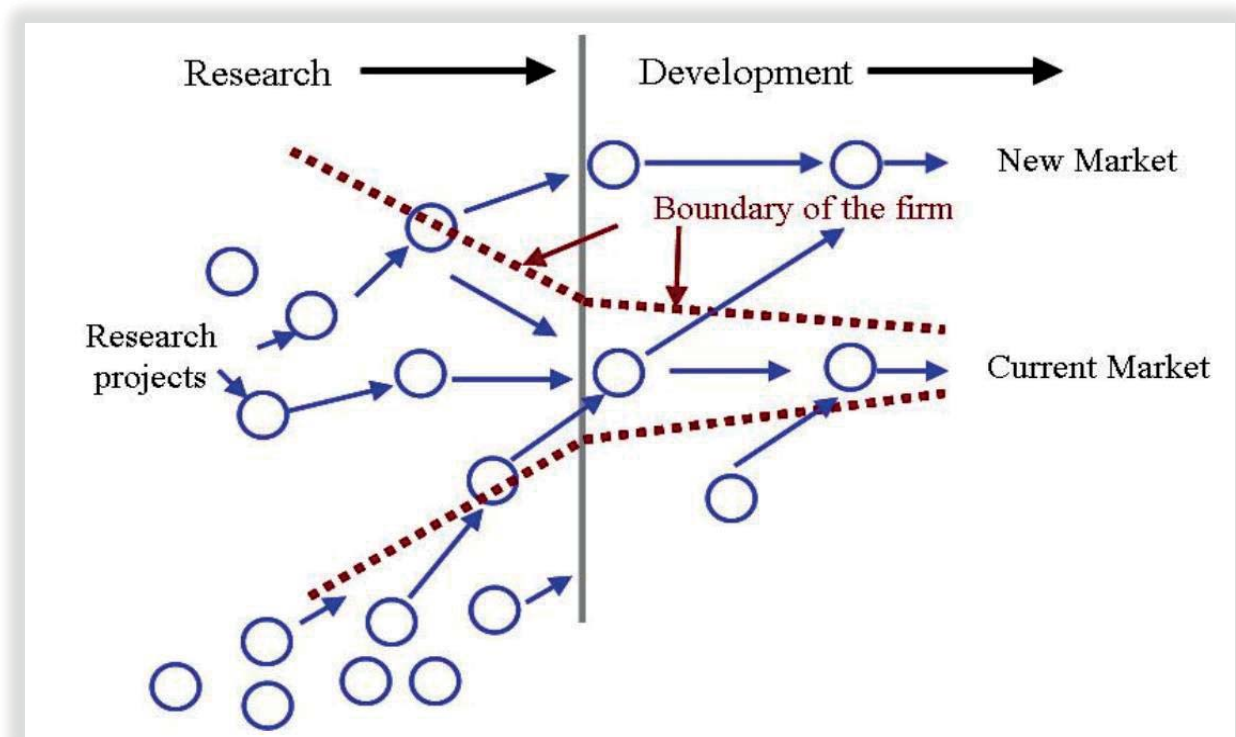 Research
Development
New Market
Boundary of the firm
Research
projects
Current Market